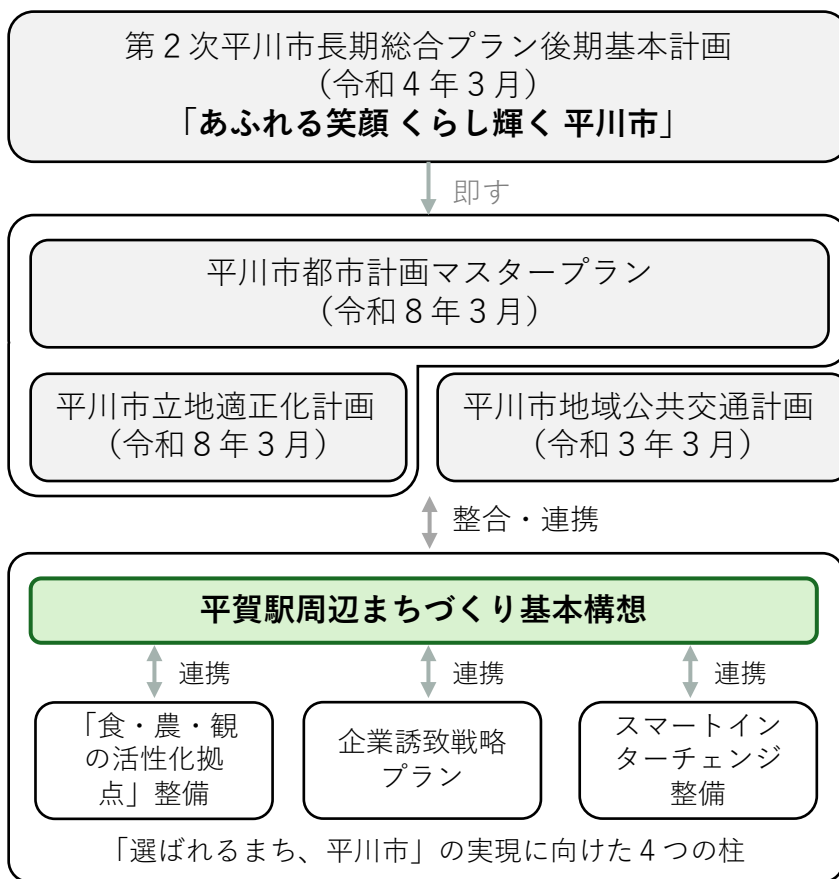 第２次平川市長期総合プラン後期基本計画
（令和４年３月）
「あふれる笑顔 くらし輝く 平川市」
即す
平川市都市計画マスタープラン
（令和８年３月）
平川市立地適正化計画
（令和８年３月）
平川市地域公共交通計画
（令和３年３月）
整合・連携
平賀駅周辺まちづくり基本構想
連携
連携
連携
「食・農・観
の活性化拠
点」整備
企業誘致戦略
プラン
スマートイン
ターチェンジ
整備
「選ばれるまち、平川市」の実現に向けた４つの柱